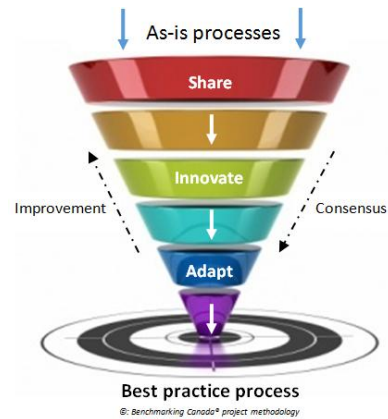 As-is processes
Share
Innovate
Improvement
Consensus
Adapt
Best practice process
©: Benchmarking Canada® project methodology